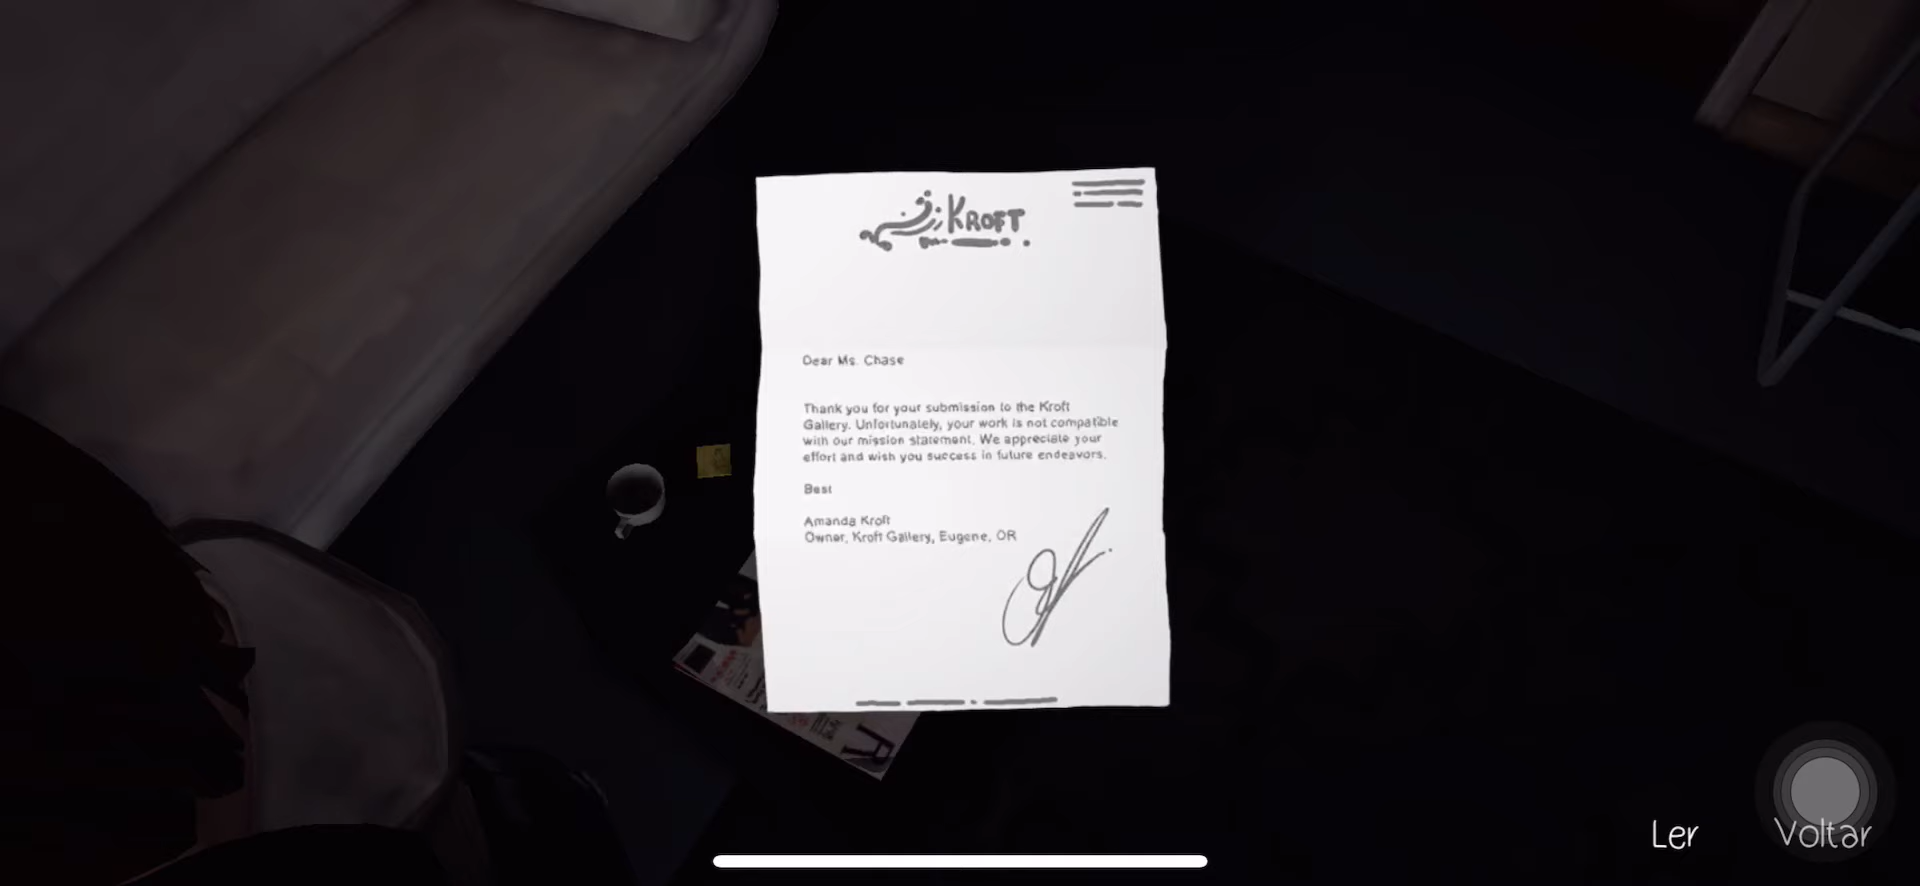 KROFT
Dear Ms. Chase
Thank you for your submission to the Kroft
Gallery. Unfortunately, your work is not compatible
with our mission statement. We appreciate your
effort and wish you success in future endeavors.
Best
Amanda Kroft
Owner, Kroft Gallery, Eugene, OR
Ler
Voltar